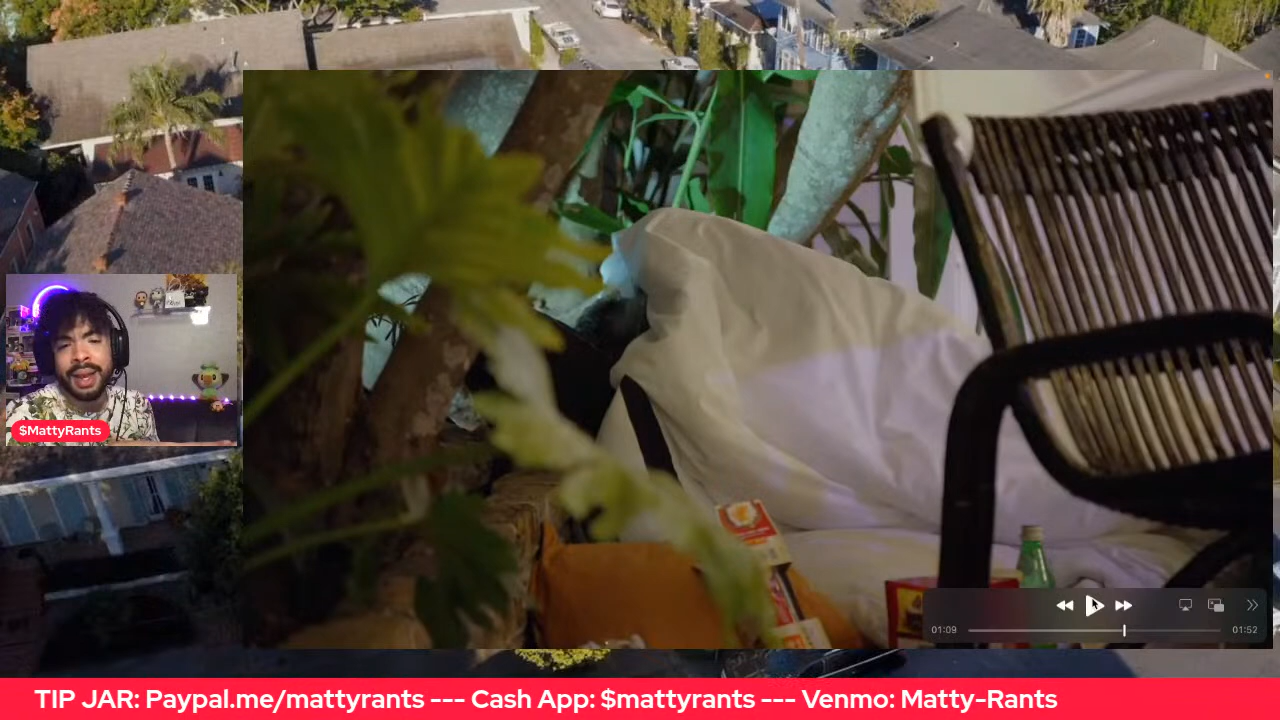 $MattyRants
01:09
01:52
TIP JAR: Paypal.me/mattyrants --- Cash App: $mattyrants --- Venmo: Matty-Rants